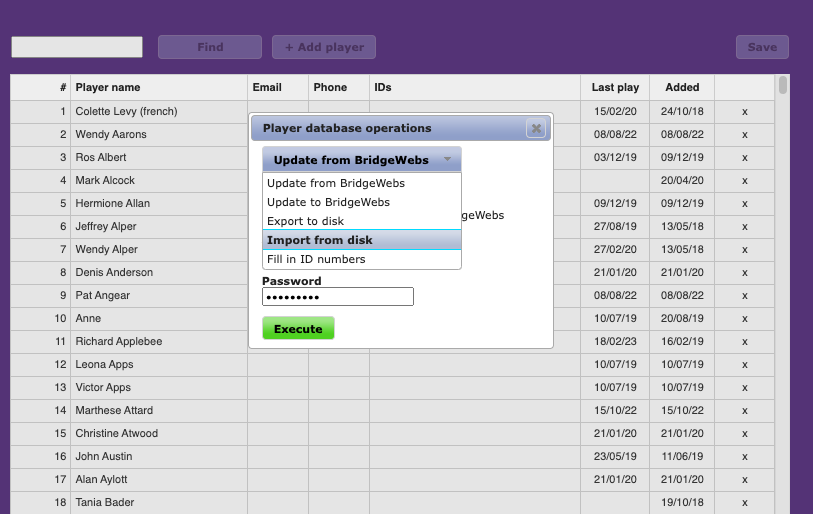 Find + Add player Save
# Player name Email Phone IDs Last play Added
1 Colette Levy (french) 15/02/20 24/10/18 x
Player database operations
2 Wendy Aarons 08/08/22 08/08/22 x
3 Ros Albert 03/12/19 09/12/19 x
Update from BridgeWebs
4 Mark Alcock 20/04/20 x
Update from BridgeWebs
5 Hermione Allan 09/12/19 09/12/19 x
Update to BridgeWebs
geWebs
6 Jeffrey Alper 27/08/19 13/05/18 x
Export to disk
7 Wendy Alper 27/02/20 13/05/18 x
Import from disk
Fill in ID numbers
8 Denis Anderson 21/01/20 21/01/20 x
Password
9 Pat Angear 08/08/22 08/08/22 x
•••••••••
10 Anne 10/07/19 20/08/19 x
Execute
11 Richard Applebee 18/02/23 16/02/19 x
12 Leona Apps 10/07/19 10/07/19 x
13 Victor Apps 10/07/19 10/07/19 x
14 Marthese Attard 15/10/22 15/10/22 x
15 Christine Atwood 21/01/20 21/01/20 x
16 John Austin 23/05/19 11/06/19 x
17 Alan Aylott 21/01/20 21/01/20 x
18 Tania Bader 19/10/18 x